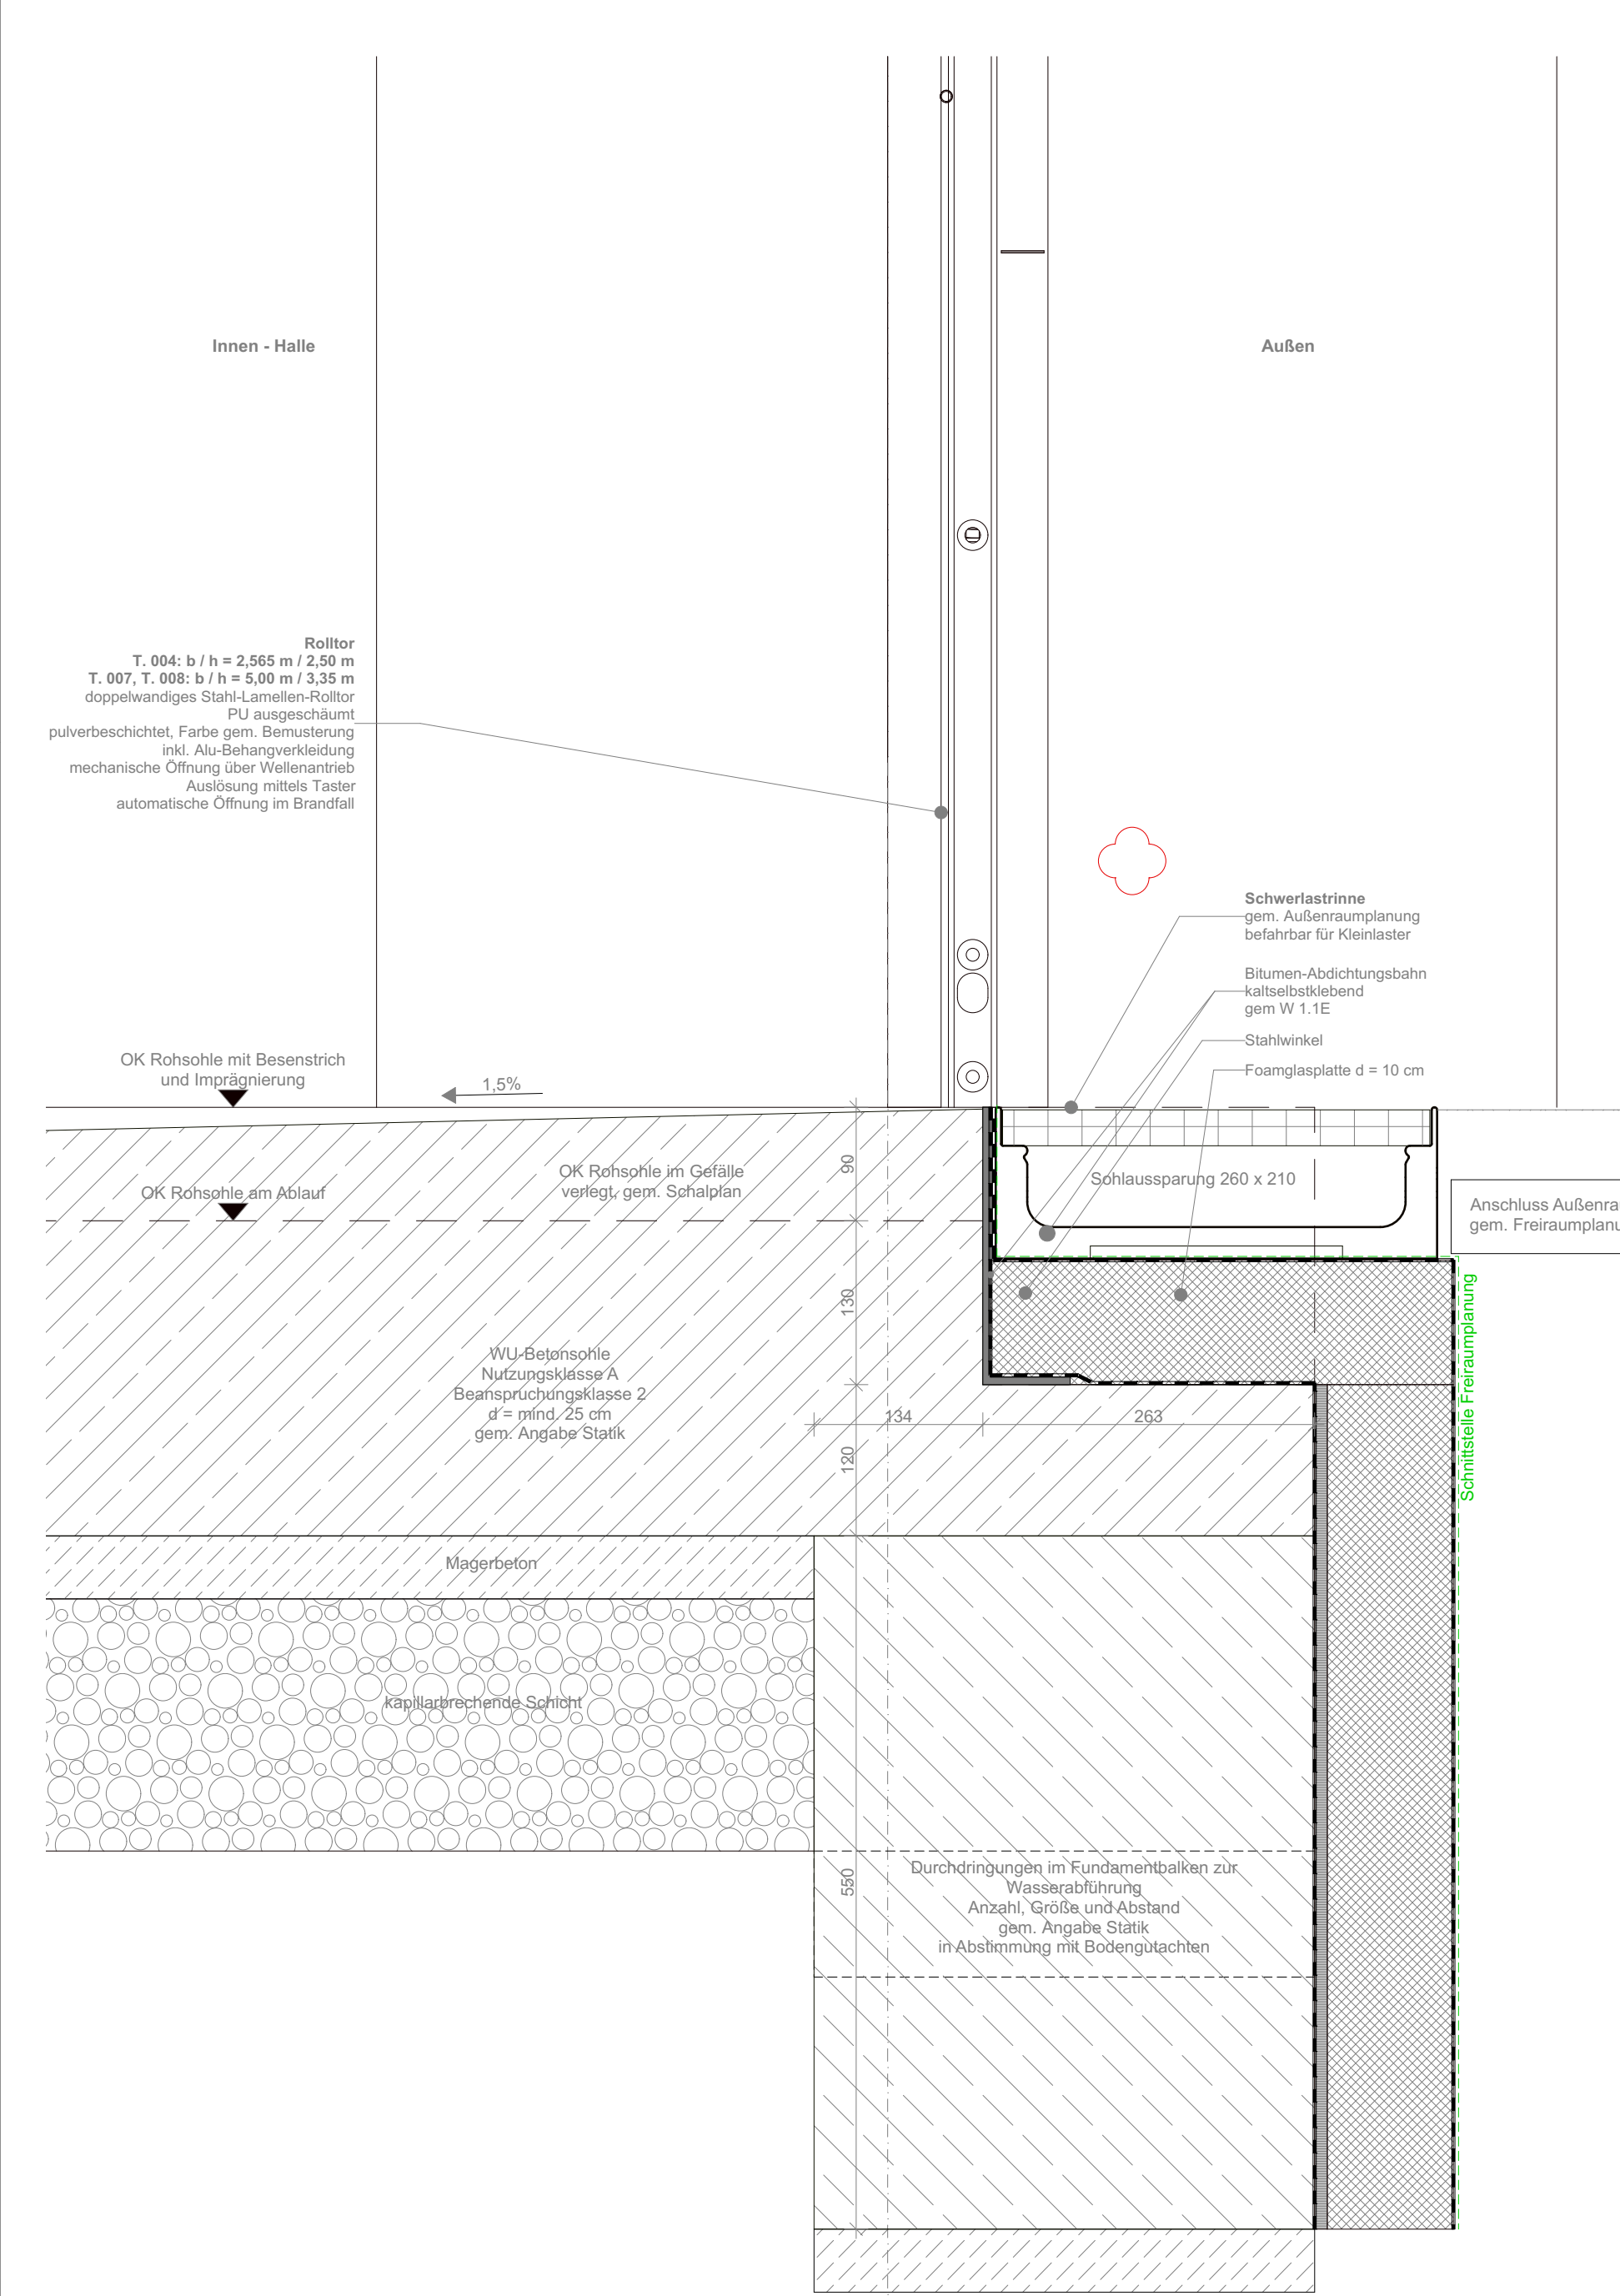 Innen - Halle
Außen
Rolltor
T. 004: b / h = 2,565 m / 2,50 m
T. 007, T. 008: b / h = 5,00 m / 3,35 m
doppelwandiges Stahl-Lamellen-Rolltor
PU ausgeschäumt
pulverbeschichtet, Farbe gem. Bemusterung
inkl. Alu-Behangverkleidung
mechanische Öffnung über Wellenantrieb
Auslösung mittels Taster
automatische Öffnung im Brandfall
Schwerlastrinne
gem. Außenraumplanung
befahrbar für Kleinlaster
Bitumen-Abdichtungsbahn
kaltselbstklebend
gem W 1.1E
Stahlwinkel
Foamglasplatte d = 10 cm
OK Rohsohle mit Besenstrich
und Imprägnierung
1,5%
90
OK Rohsohle im Gefälle
verlegt, gem. Schalplan
Sohlaussparung 260 x 210
OK Rohsohle am Ablauf
Anschluss Außenra
gem. Freiraumplanu
130
Schnittstelle Freiraumplanung
WU-Betonsohle
Nutzungsklasse A
Beanspruchungsklasse 2
d = mind. 25 cm
gem. Angabe Statik
134
263
120
Magerbeton
kapillarbrechende Schicht
550
Durchdringungen im Fundamentbalken zur
Wasserabführung
Anzahl, Größe und Abstand
gem. Angabe Statik
in Abstimmung mit Bodengutachten